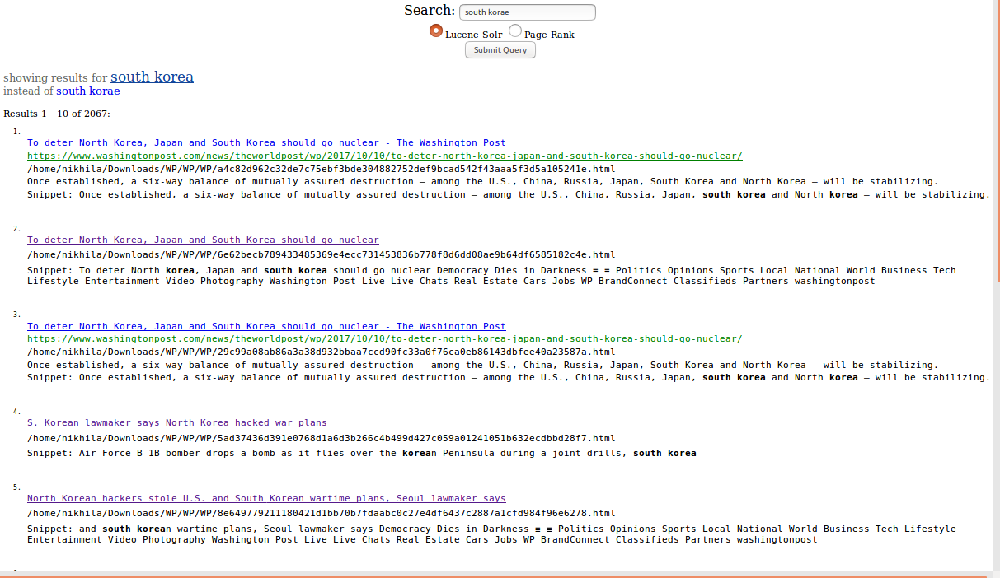 Search: south korae
Lucene Solr Page Rank
Submit Query
showing results for south korea
instead of south korae
Results 1 - 10 of 2067:
1.
To deter North Korea, Japan and South Korea should go nuclear - The Washington Post
https://www.washingtonpost.com/news/theworldpost/wp/2017/10/10/to-deter-north-korea-japan-and-south-korea-should-go-nuclear/
/home/nikhila/Downloads/WP/WP/WP/a4c82d962c32de7c75ebf3bde304882752def9bcad542f43aaa5f3d5a105241e.html
Once established, a six-way balance of mutually assured destruction — among the U.S., China, Russia, Japan, South Korea and North Korea — will be stabilizing.
Snippet: Once established, a six-way balance of mutually assured destruction — among the U.S., China, Russia, Japan, south korea and North korea — will be stabilizing.
2.
To deter North Korea, Japan and South Korea should go nuclear
/home/nikhila/Downloads/WP/WP/WP/6e62becb789433485369e4ecc731453836b778f8d6dd08ae9b64df6585182c4e.html
Snippet: To deter North korea, Japan and south korea should go nuclear Democracy Dies in Darkness ≡ ≡ Politics Opinions Sports Local National World Business Tech
Lifestyle Entertainment Video Photography Washington Post Live Live Chats Real Estate Cars Jobs WP BrandConnect Classifieds Partners washingtonpost
3.
To deter North Korea, Japan and South Korea should go nuclear - The Washington Post
https://www.washingtonpost.com/news/theworldpost/wp/2017/10/10/to-deter-north-korea-japan-and-south-korea-should-go-nuclear/
/home/nikhila/Downloads/WP/WP/WP/29c99a08ab86a3a38d932bbaa7ccd90fc33a0f76ca0eb86143dbfee40a23587a.html
Once established, a six-way balance of mutually assured destruction — among the U.S., China, Russia, Japan, South Korea and North Korea — will be stabilizing.
Snippet: Once established, a six-way balance of mutually assured destruction — among the U.S., China, Russia, Japan, south korea and North korea — will be stabilizing.
4.
S. Korean lawmaker says North Korea hacked war plans
/home/nikhila/Downloads/WP/WP/WP/5ad37436d391e0768d1a6d3b266c4b499d427c059a01241051b632ecdbbd28f7.html
Snippet: Air Force B-1B bomber drops a bomb as it flies over the korean Peninsula during a joint drills, south korea
5.
North Korean hackers stole U.S. and South Korean wartime plans, Seoul lawmaker says
/home/nikhila/Downloads/WP/WP/WP/8e649779211180421d1bb70b7fdaabc0c27e4df6437c2887a1cfd984f96e6278.html
Snippet: and south korean wartime plans, Seoul lawmaker says Democracy Dies in Darkness ≡ ≡ Politics Opinions Sports Local National World Business Tech Lifestyle
Entertainment Video Photography Washington Post Live Live Chats Real Estate Cars Jobs WP BrandConnect Classifieds Partners washingtonpost